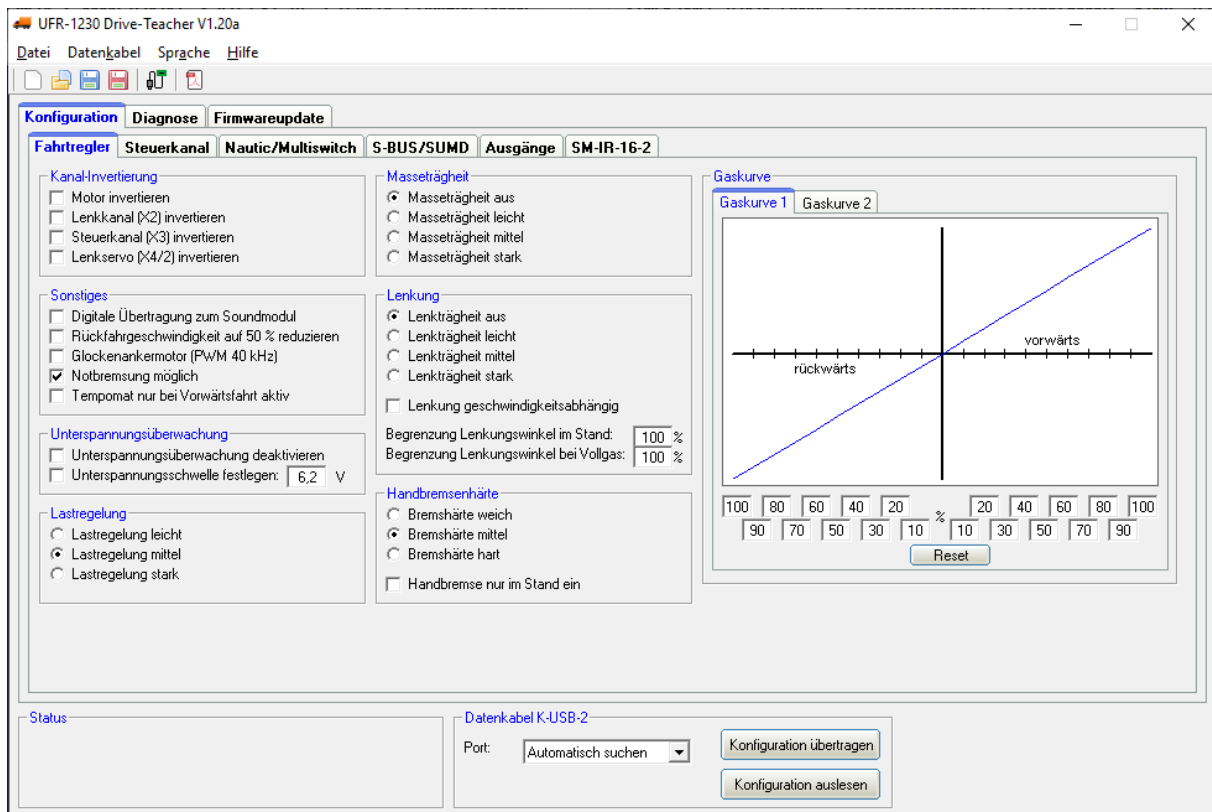 UFR-1230 Drive-Teacher V1.20a
Datei Datenkabel Sprache Hilfe
Konfiguration Diagnose Firmwareupdate
Fahrtregler Steuerkanal Nautic/Multiswitch S-BUS/SUMD Ausgänge SM-IR-16-2
Kanal-Invertierung
Motor invertieren
Lenkkanal (X2) invertieren
Steuerkanal (X3) invertieren
Lenkservo (X4/2) invertieren
Sonstiges
Digitale Übertragung zum Soundmodul
Rückfahrgeschwindigkeit auf 50 % reduzieren
Glockenankermotor (PWM 40 kHz)
Notbremsung möglich
Tempomat nur bei Vorwärtsfahrt aktiv
Unterspannungsüberwachung
Unterspannungsüberwachung deaktivieren
Unterspannungsschwelle festlegen: 6,2 V
Lastregelung
Lastregelung leicht
Lastregelung mittel
Lastregelung stark
Masseträgheit
Masseträgheit aus
Masseträgheit leicht
Masseträgheit mittel
Masseträgheit stark
Lenkung
Lenkträgheit aus
Lenkträgheit leicht
Lenkträgheit mittel
Lenkträgheit stark
Lenkung geschwindigkeitsabhängig
Begrenzung Lenkungswinkel im Stand: 100 %
Begrenzung Lenkungswinkel bei Vollgas: 100 %
Handbremsenhärte
Bremshärte weich
Bremshärte mittel
Bremshärte hart
Handbremse nur im Stand ein
Gaskurve
Gaskurve 1 Gaskurve 2
vorwärts
rückwärts
100 80 60 40 20 % 20 40 60 80 100
90 70 50 30 10 10 30 50 70 90
Reset
Status
Datenkabel K-USB-2
Port: Automatisch suchen
Konfiguration übertragen
Konfiguration auslesen